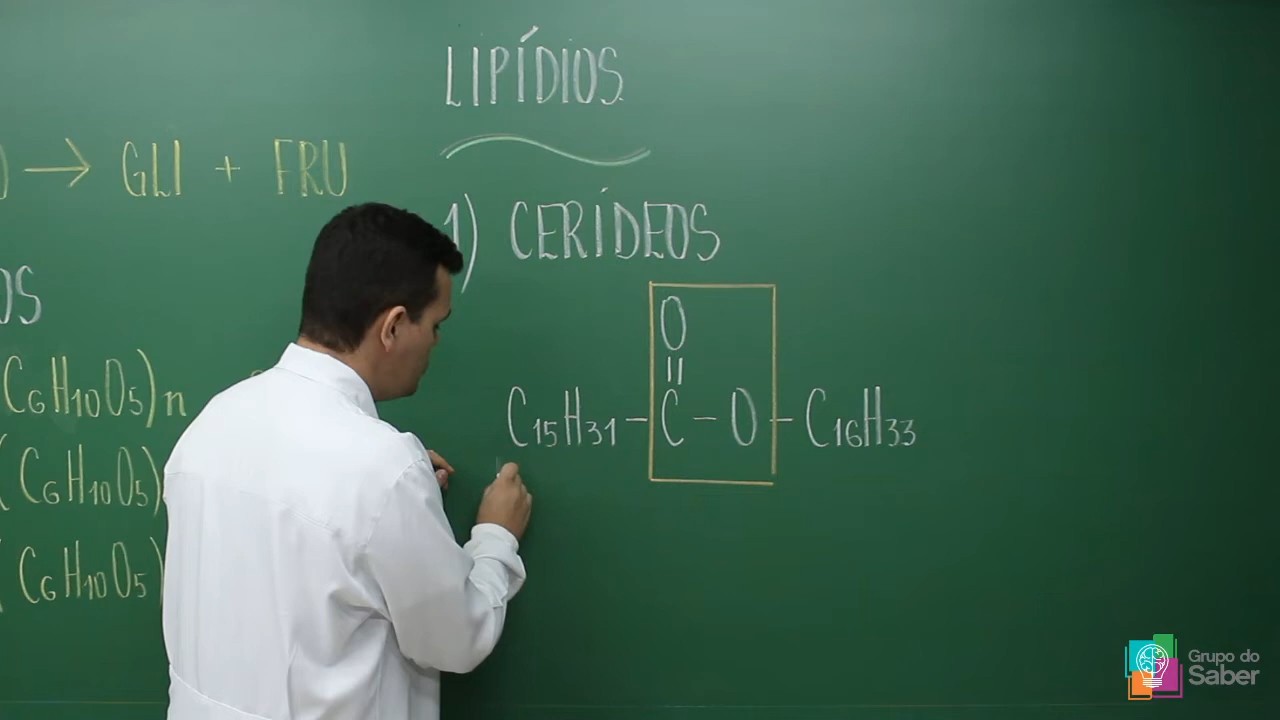 LIPÍDIOS
→ GLI + FRU
1) CERÍDEOS
OS
O
||
C₁₅H₃₁ – C – O – C₁₆H₃₃
(C₆H₁₀O₅)n
(C₆H₁₀O₅)
(C₆H₁₀O₅)
Grupo do
Saber